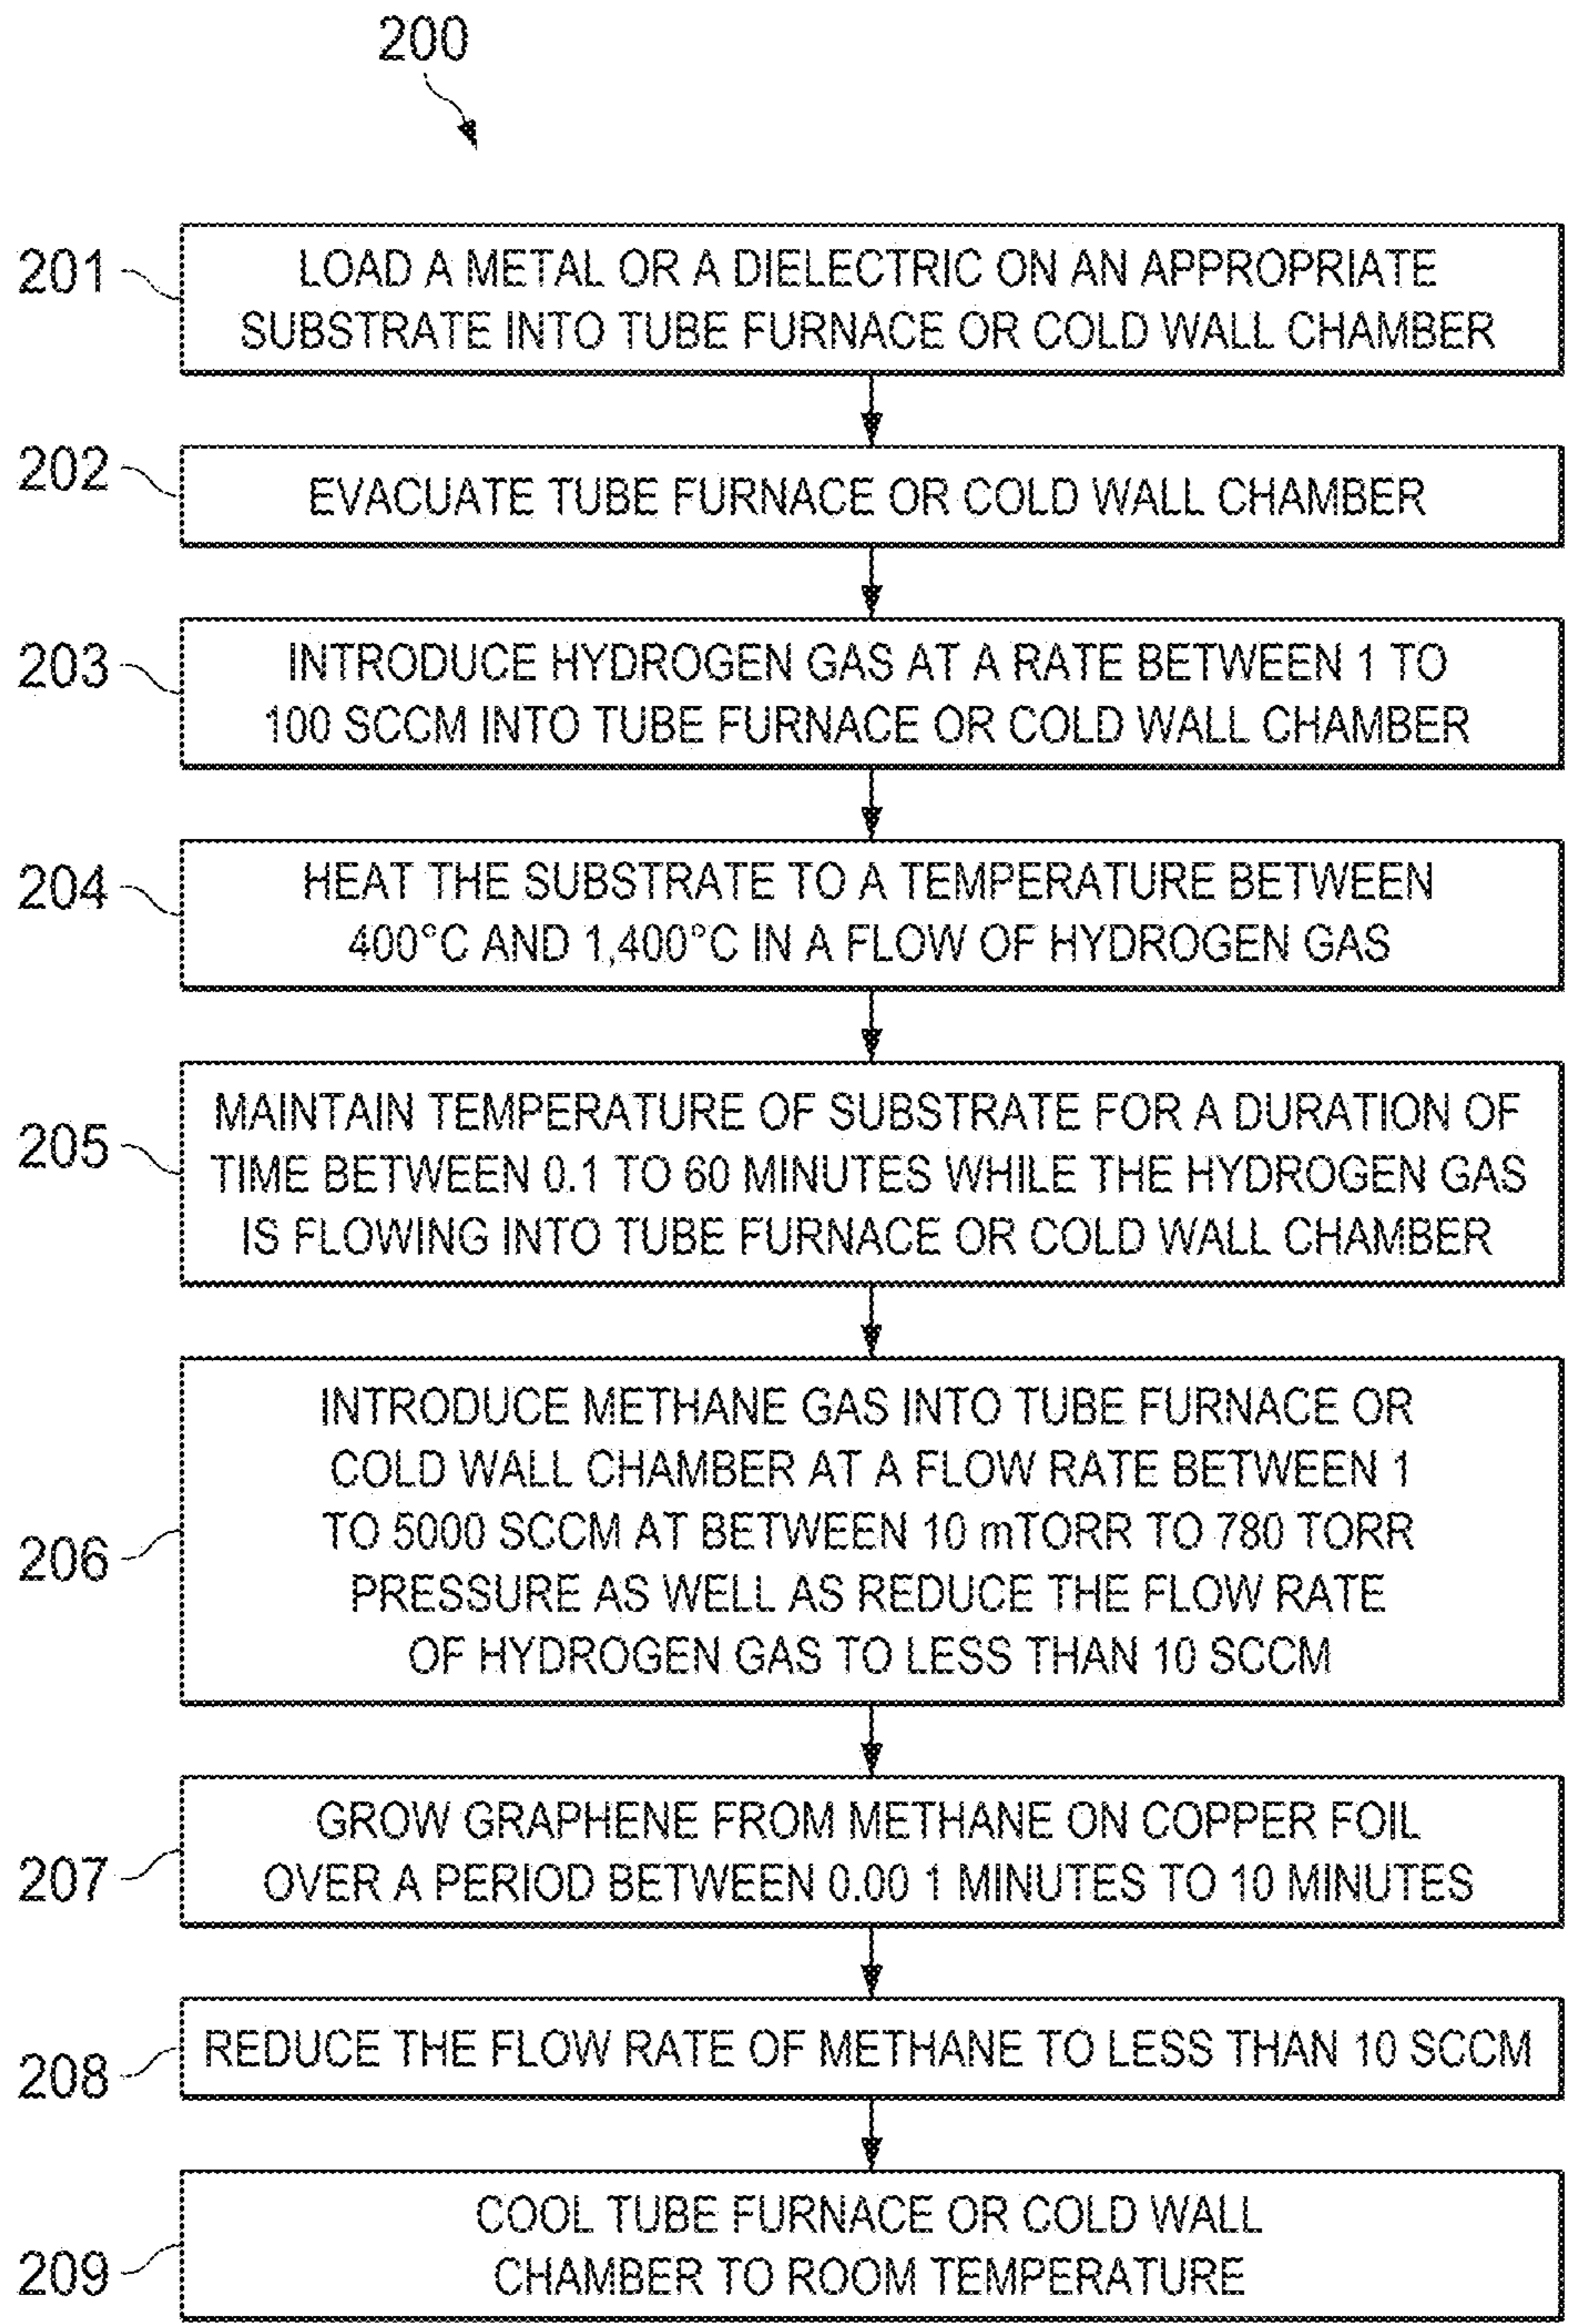 200
201
LOAD A METAL OR A DIELECTRIC ON AN APPROPRIATE
SUBSTRATE INTO TUBE FURNACE OR COLD WALL CHAMBER
202
EVACUATE TUBE FURNACE OR COLD WALL CHAMBER
203
INTRODUCE HYDROGEN GAS AT A RATE BETWEEN 1 TO
100 SCCM INTO TUBE FURNACE OR COLD WALL CHAMBER
204
HEAT THE SUBSTRATE TO A TEMPERATURE BETWEEN
400°C AND 1,400°C IN A FLOW OF HYDROGEN GAS
205
MAINTAIN TEMPERATURE OF SUBSTRATE FOR A DURATION OF
TIME BETWEEN 0.1 TO 60 MINUTES WHILE THE HYDROGEN GAS
IS FLOWING INTO TUBE FURNACE OR COLD WALL CHAMBER
206
INTRODUCE METHANE GAS INTO TUBE FURNACE OR
COLD WALL CHAMBER AT A FLOW RATE BETWEEN 1
TO 5000 SCCM AT BETWEEN 10 mTORR TO 780 TORR
PRESSURE AS WELL AS REDUCE THE FLOW RATE
OF HYDROGEN GAS TO LESS THAN 10 SCCM
207
GROW GRAPHENE FROM METHANE ON COPPER FOIL
OVER A PERIOD BETWEEN 0.00 1 MINUTES TO 10 MINUTES
208
REDUCE THE FLOW RATE OF METHANE TO LESS THAN 10 SCCM
209
COOL TUBE FURNACE OR COLD WALL
CHAMBER TO ROOM TEMPERATURE